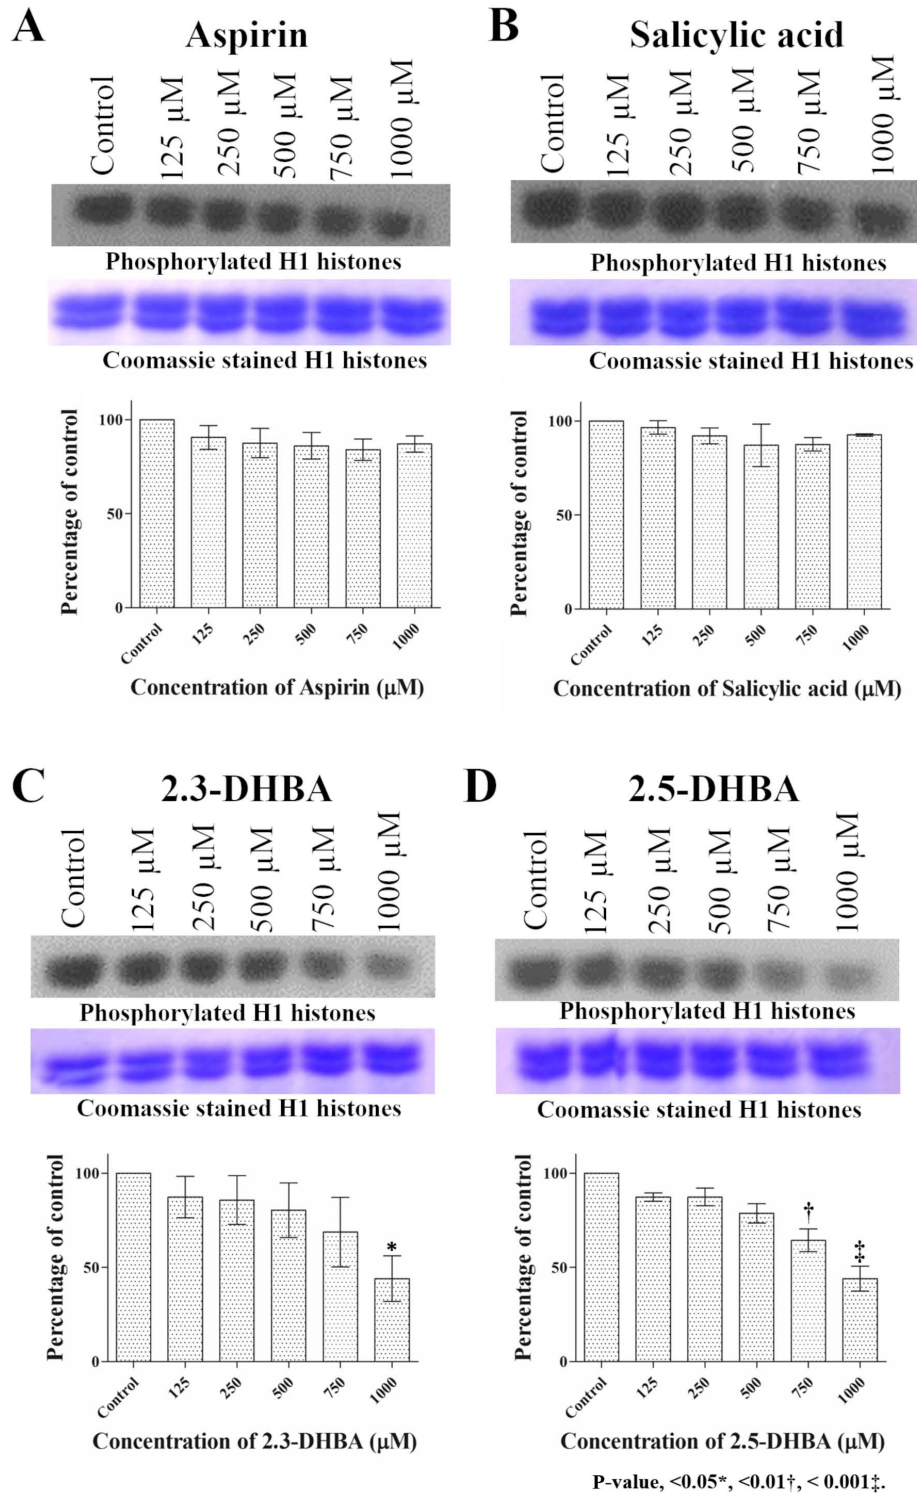 A
Aspirin
Control
125 μM
250 μM
500 μM
750 μM
1000 μM
Phosphorylated H1 histones
Coomassie stained H1 histones
Percentage of control
100
50
0
Control
125
250
500
750
1000
Concentration of Aspirin (μM)
B
Salicylic acid
Control
125 μM
250 μM
500 μM
750 μM
1000 μM
Phosphorylated H1 histones
Coomassie stained H1 histones
Percentage of control
100
50
0
Control
125
250
500
750
1000
Concentration of Salicylic acid (μM)
C
2.3-DHBA
Control
125 μM
250 μM
500 μM
750 μM
1000 μM
Phosphorylated H1 histones
Coomassie stained H1 histones
Percentage of control
100
50
0
*
Control
125
250
500
750
1000
Concentration of 2.3-DHBA (μM)
D
2.5-DHBA
Control
125 μM
250 μM
500 μM
750 μM
1000 μM
Phosphorylated H1 histones
Coomassie stained H1 histones
Percentage of control
100
50
0
†
‡
Control
125
250
500
750
1000
Concentration of 2.5-DHBA (μM)
P-value, <0.05*, <0.01†, < 0.001‡.